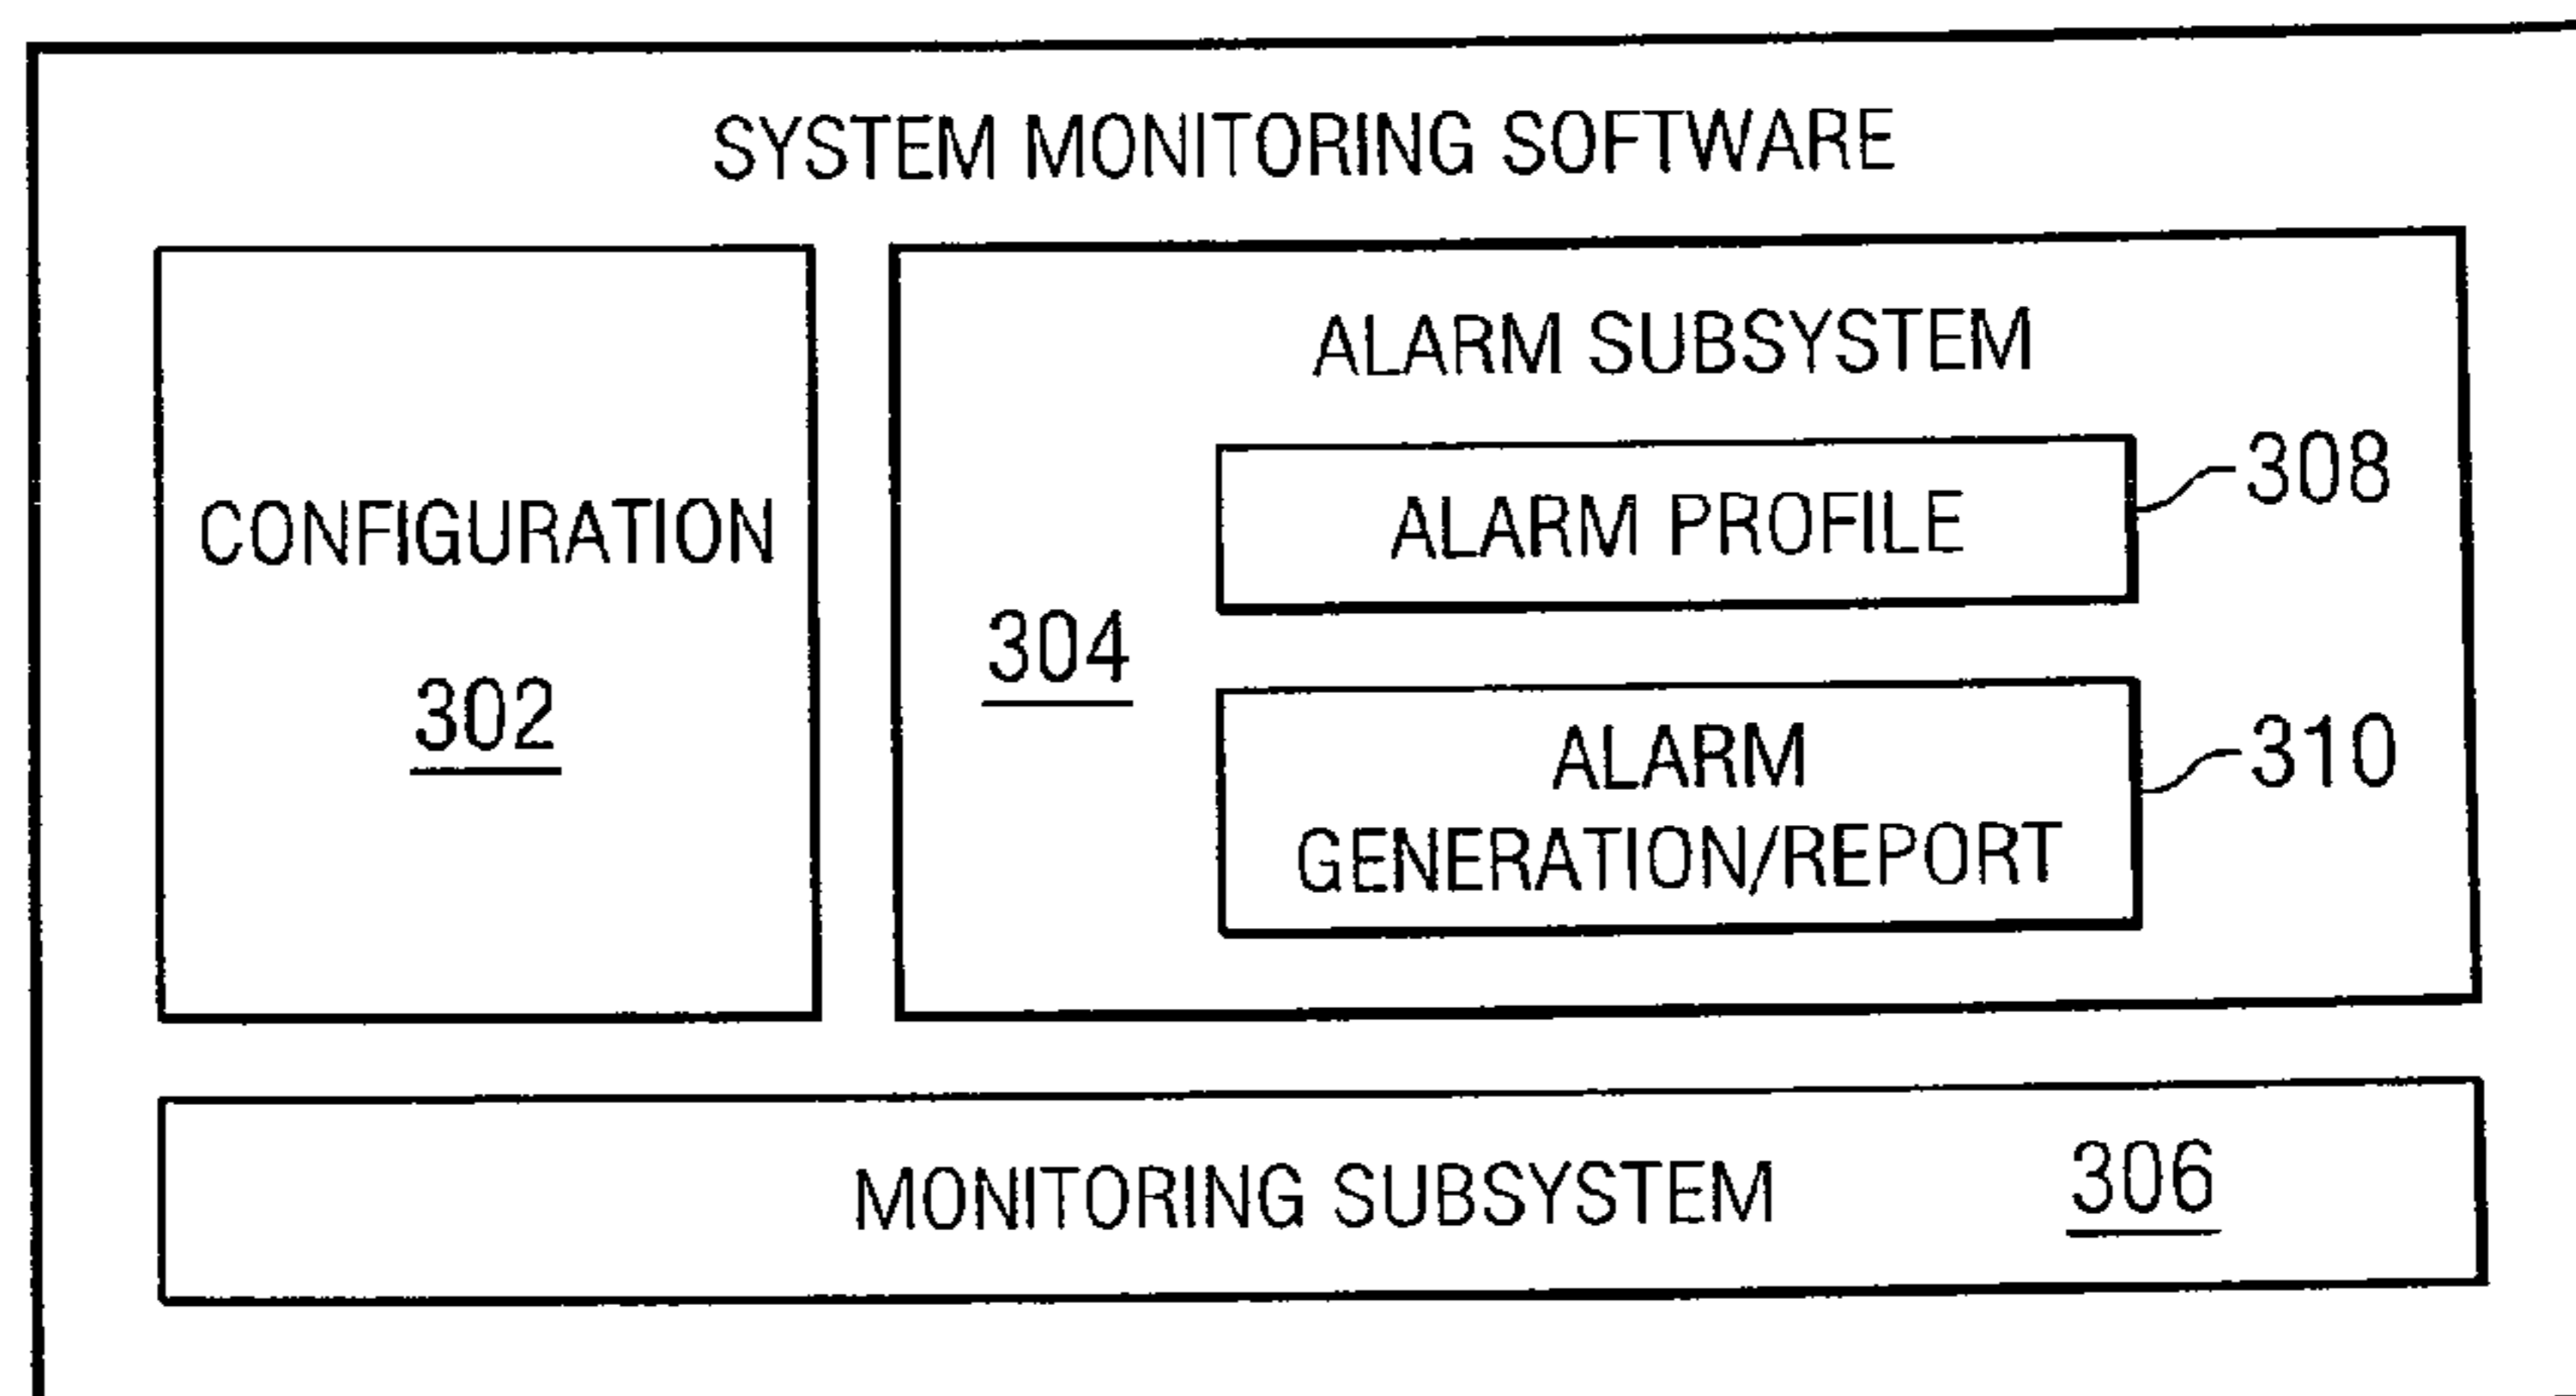 SYSTEM MONITORING SOFTWARE
CONFIGURATION
302
ALARM SUBSYSTEM
304
ALARM PROFILE
308
ALARM
GENERATION/REPORT
310
MONITORING SUBSYSTEM 306